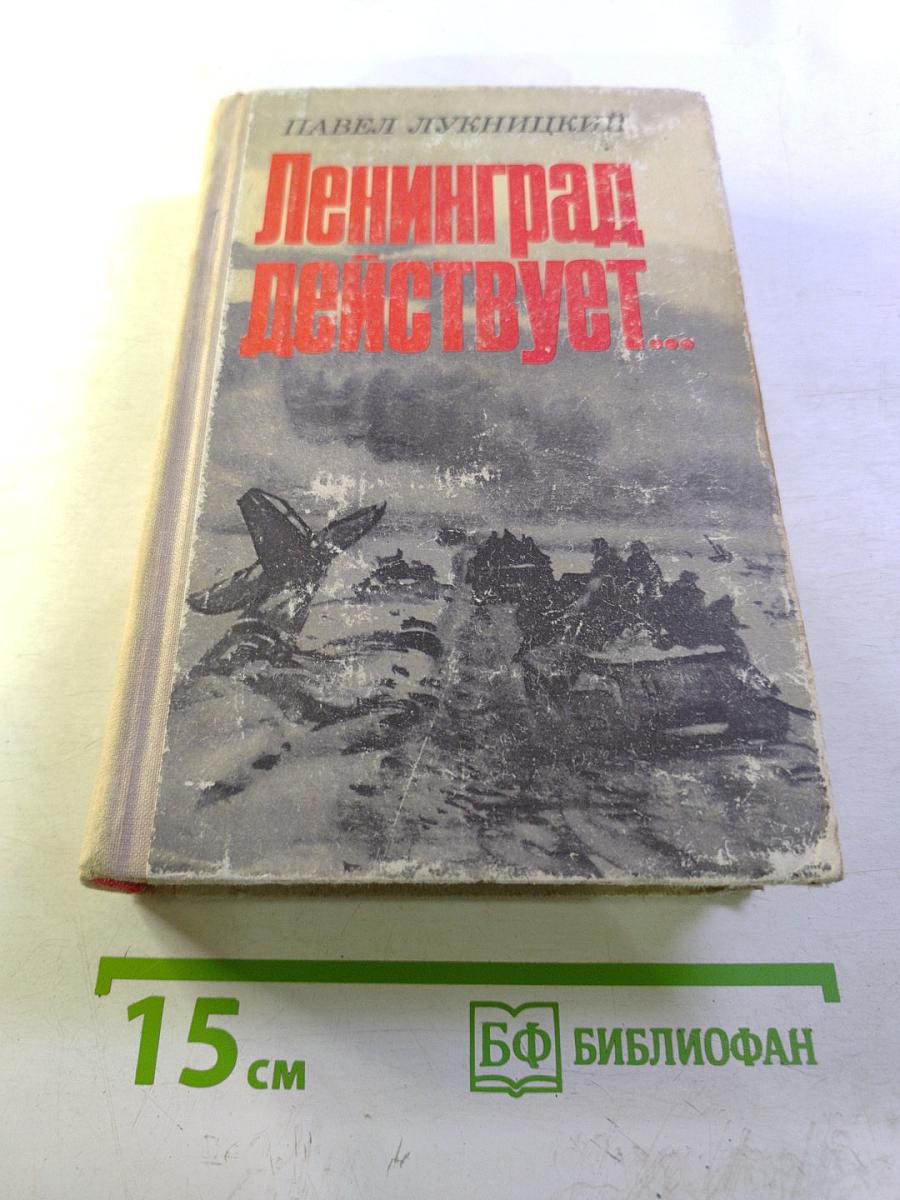 ПАВЕЛ ЛУКНИЦКИЙ
Ленинград
действует...
15 см
БФ БИБЛИОФАН